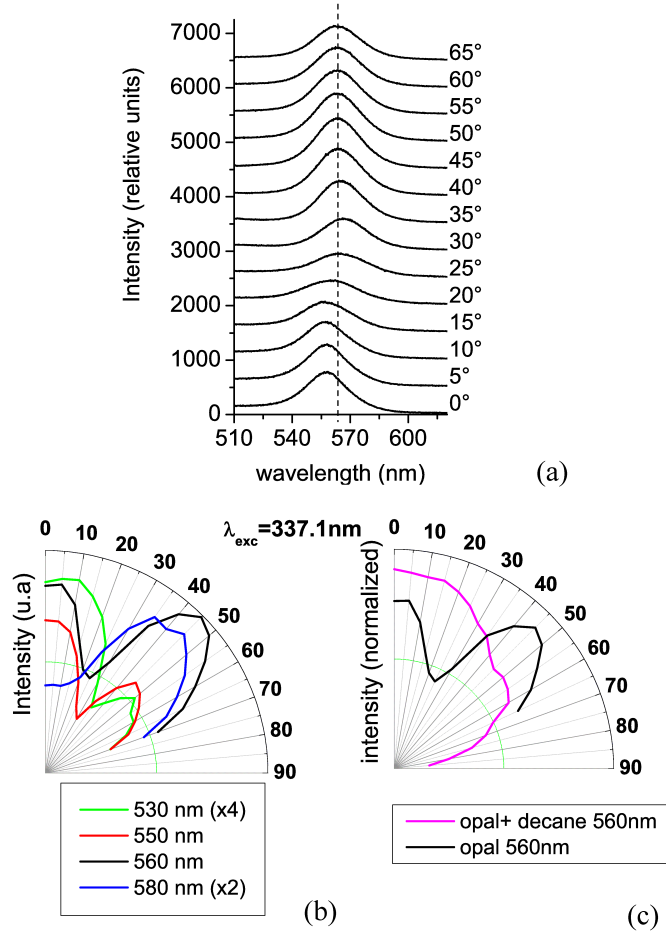 Intensity (relative units)
7000
6000
5000
4000
3000
2000
1000
0
65°
60°
55°
50°
45°
40°
35°
30°
25°
20°
15°
10°
5°
0°
510 540 570 600
wavelength (nm)
(a)
λexc=337.1nm
Intensity (u.a)
0 10 20 30 40 50 60 70 80 90
530 nm (x4)
550 nm
560 nm
580 nm (x2)
(b)
intensity (normalized)
0 10 20 30 40 50 60 70 80 90
opal+ decane 560nm
opal 560nm
(c)